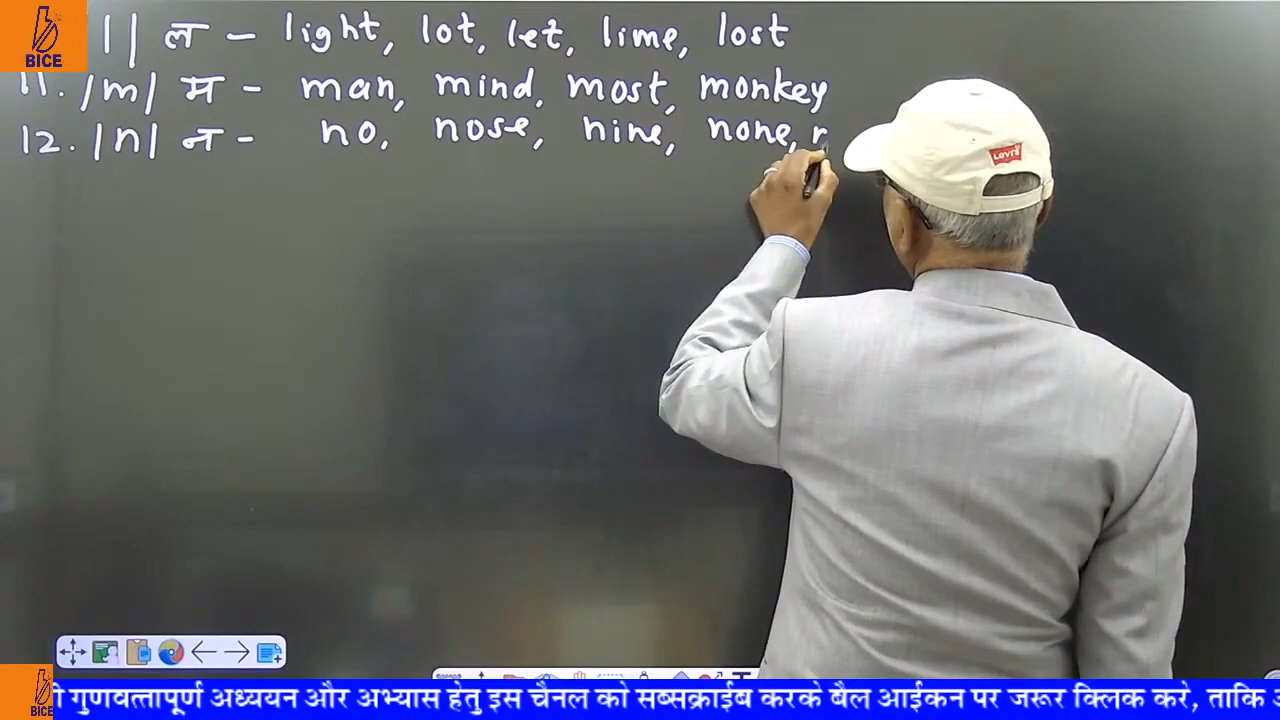 BICE
/l/ ल - light, lot, let, lime, lost
11. /m/ म - man, mind, most, monkey
12. /n/ न - no, nose, nine, none,
Levi's
BICE
गुणवत्तापूर्ण अध्ययन और अभ्यास हेतु इस चैनल को सब्सक्राईब करके बैल आईकन पर जरूर क्लिक करे, ताकि